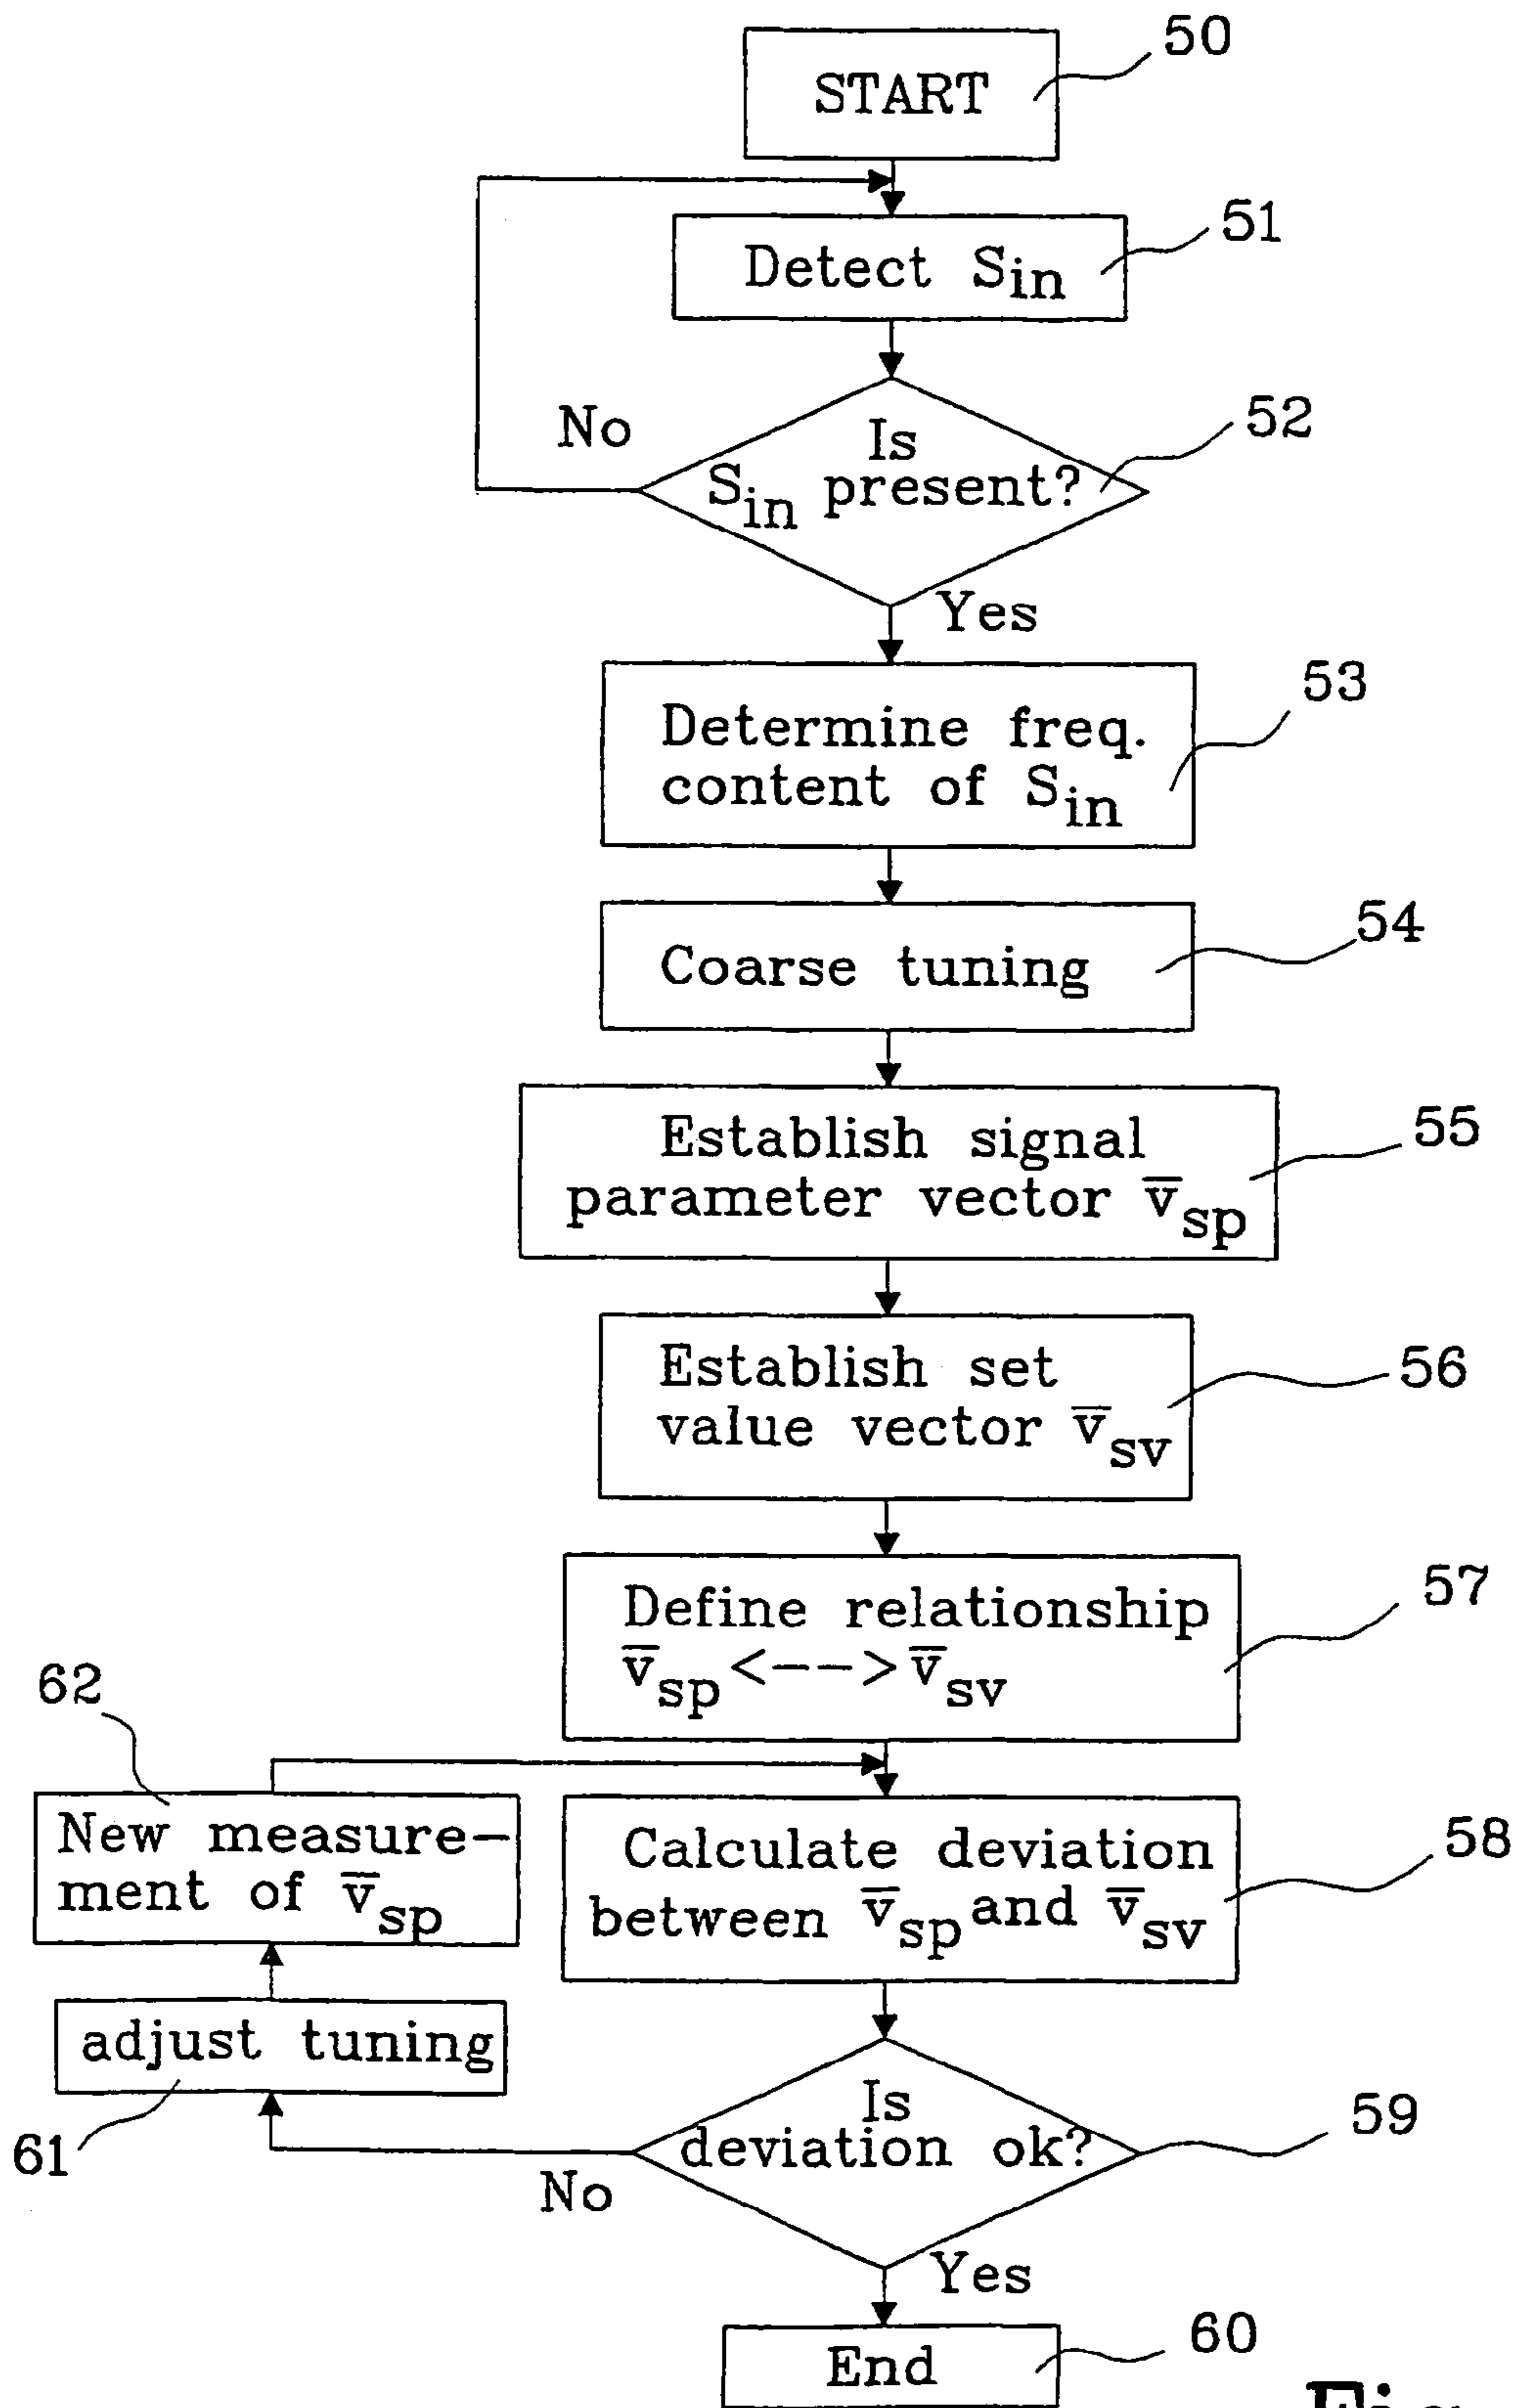 50
START
51
Detect S_in
52
No
Is
S_in present?
Yes
53
Determine freq.
content of S_in
54
Coarse tuning
55
Establish signal
parameter vector v̅_sp
56
Establish set
value vector v̅_sv
57
Define relationship
v̅_sp <--> v̅_sv
62
New measure-
ment of v̅_sp
58
Calculate deviation
between v̅_sp and v̅_sv
adjust tuning
61
59
Is
deviation ok?
No
Yes
60
End